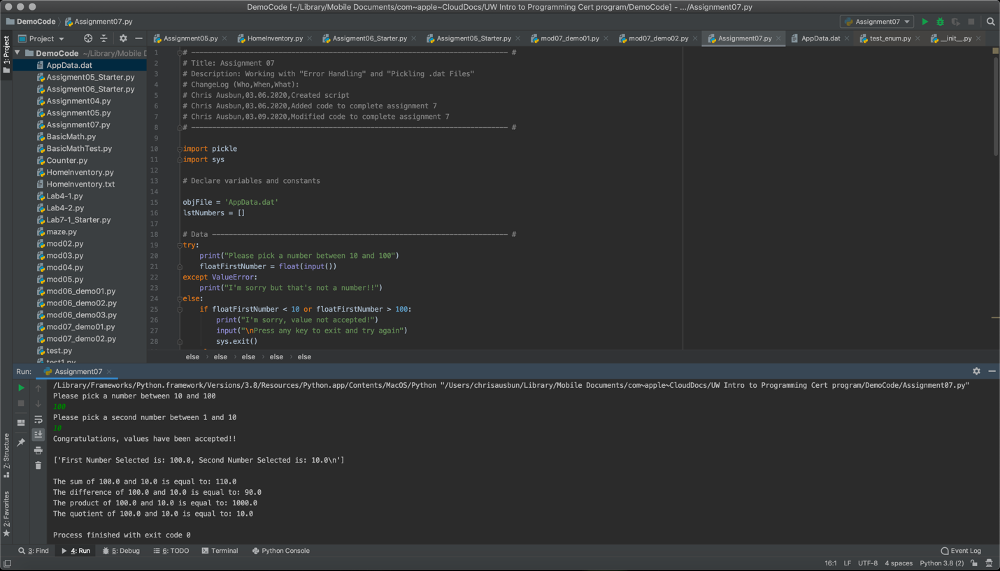 DemoCode [~/Library/Mobile Documents/com~apple~CloudDocs/UW Intro to Programming Cert program/DemoCode] - .../Assignment07.py
DemoCode Assignment07.py Assignment07
Project Assignment05.py HomeInventory.py Assigment06_Starter.py Assigment05_Starter.py mod07_demo01.py mod07_demo02.py Assignment07.py AppData.dat test_enum.py __init__.py
1: Project
DemoCode ~/Library/Mobile D
AppData.dat
Assigment05_Starter.py
Assigment06_Starter.py
Assignment04.py
Assignment05.py
Assignment07.py
BasicMath.py
BasicMathTest.py
Counter.py
HomeInventory.py
HomeInventory.txt
Lab4-1.py
Lab4-2.py
Lab7-1_Starter.py
maze.py
mod02.py
mod03.py
mod04.py
mod05.py
mod06_demo01.py
mod06_demo02.py
mod06_demo03.py
mod07_demo01.py
mod07_demo02.py
test.py
test1.py
1 # ---------------------------------------------------------------------------- #
2 # Title: Assignment 07
3 # Description: Working with "Error Handling" and "Pickling .dat Files"
4 # ChangeLog (Who,When,What):
5 # Chris Ausbun,03.06.2020,Created script
6 # Chris Ausbun,03.06.2020,Added code to complete assignment 7
7 # Chris Ausbun,03.09.2020,Modified code to complete assignment 7
8 # ---------------------------------------------------------------------------- #
9
10 import pickle
11 import sys
12
13 # Declare variables and constants
14
15 objFile = 'AppData.dat'
16 lstNumbers = []
17
18 # Data ----------------------------------------------------------------------- #
19 try:
20 print("Please pick a number between 10 and 100")
21 floatFirstNumber = float(input())
22 except ValueError:
23 print("I'm sorry but that's not a number!!")
24 else:
25 if floatFirstNumber < 10 or floatFirstNumber > 100:
26 print("I'm sorry, value not accepted!")
27 input("\nPress any key to exit and try again")
28 sys.exit()
else else else else else
Run: Assignment07
/Library/Frameworks/Python.framework/Versions/3.8/Resources/Python.app/Contents/MacOS/Python "/Users/chrisausbun/Library/Mobile Documents/com~apple~CloudDocs/UW Intro to Programming Cert program/DemoCode/Assignment07.py"
Please pick a number between 10 and 100
100
Please pick a second number between 1 and 10
10
Congratulations, values have been accepted!!
['First Number Selected is: 100.0, Second Number Selected is: 10.0\n']
The sum of 100.0 and 10.0 is equal to: 110.0
The difference of 100.0 and 10.0 is equal to: 90.0
The product of 100.0 and 10.0 is equal to: 1000.0
The quotient of 100.0 and 10.0 is equal to: 10.0
Process finished with exit code 0
Z: Structure
2: Favorites
3: Find 4: Run 5: Debug 6: TODO Terminal Python Console Event Log
16:1 LF UTF-8 4 spaces Python 3.8 (2)